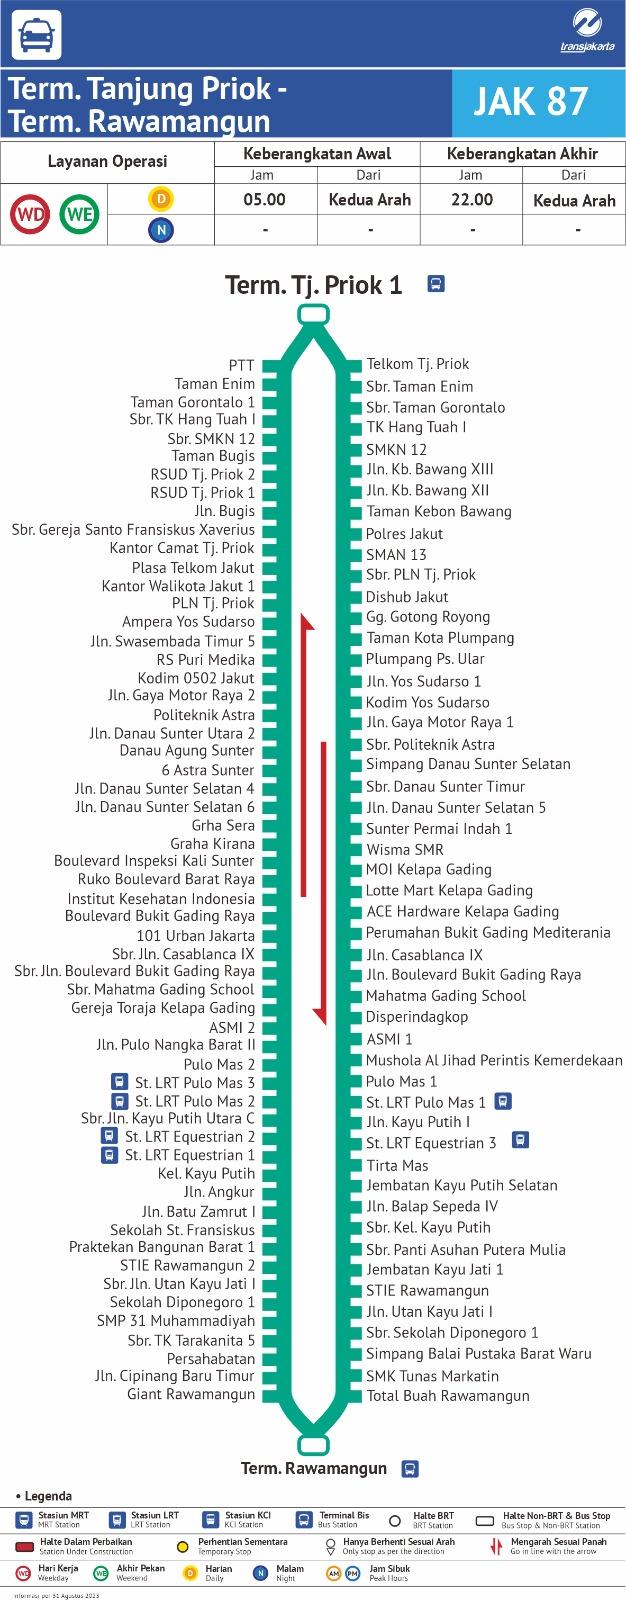 transjakarta
Term. Tanjung Priok -
Term. Rawamangun
JAK 87
Layanan Operasi
Keberangkatan Awal
Keberangkatan Akhir
Jam
Dari
Jam
Dari
WD
WE
D
05.00
Kedua Arah
22.00
Kedua Arah
N
-
-
-
-
Term. Tj. Priok 1
PTT
Taman Enim
Taman Gorontalo 1
Sbr. TK Hang Tuah I
Sbr. SMKN 12
Taman Bugis
RSUD Tj. Priok 2
RSUD Tj. Priok 1
Jln. Bugis
Sbr. Gereja Santo Fransiskus Xaverius
Kantor Camat Tj. Priok
Plasa Telkom Jakut
Kantor Walikota Jakut 1
PLN Tj. Priok
Ampera Yos Sudarso
Jln. Swasembada Timur 5
RS Puri Medika
Kodim 0502 Jakut
Jln. Gaya Motor Raya 2
Politeknik Astra
Jln. Danau Sunter Utara 2
Danau Agung Sunter
6 Astra Sunter
Jln. Danau Sunter Selatan 4
Jln. Danau Sunter Selatan 6
Grha Sera
Graha Kirana
Boulevard Inspeksi Kali Sunter
Ruko Boulevard Barat Raya
Institut Kesehatan Indonesia
Boulevard Bukit Gading Raya
101 Urban Jakarta
Sbr. Jln. Casablanca IX
Sbr. Jln. Boulevard Bukit Gading Raya
Sbr. Mahatma Gading School
Gereja Toraja Kelapa Gading
ASMI 2
Jln. Pulo Nangka Barat II
Pulo Mas 2
St. LRT Pulo Mas 3
St. LRT Pulo Mas 2
Sbr. Jln. Kayu Putih Utara C
St. LRT Equestrian 2
St. LRT Equestrian 1
Kel. Kayu Putih
Jln. Angkur
Jln. Batu Zamrut I
Sekolah St. Fransiskus
Praktekan Bangunan Barat 1
STIE Rawamangun 2
Sbr. Jln. Utan Kayu Jati I
Sekolah Diponegoro 1
SMP 31 Muhammadiyah
Sbr. TK Tarakanita 5
Persahabatan
Jln. Cipinang Baru Timur
Giant Rawamangun
Telkom Tj. Priok
Sbr. Taman Enim
Sbr. Taman Gorontalo
TK Hang Tuah I
SMKN 12
Jln. Kb. Bawang XIII
Jln. Kb. Bawang XII
Taman Kebon Bawang
Polres Jakut
SMAN 13
Sbr. PLN Tj. Priok
Dishub Jakut
Gg. Gotong Royong
Taman Kota Plumpang
Plumpang Ps. Ular
Jln. Yos Sudarso 1
Kodim Yos Sudarso
Jln. Gaya Motor Raya 1
Sbr. Politeknik Astra
Simpang Danau Sunter Selatan
Sbr. Danau Sunter Timur
Jln. Danau Sunter Selatan 5
Sunter Permai Indah 1
Wisma SMR
MOI Kelapa Gading
Lotte Mart Kelapa Gading
ACE Hardware Kelapa Gading
Perumahan Bukit Gading Mediterania
Jln. Casablanca IX
Jln. Boulevard Bukit Gading Raya
Mahatma Gading School
Disperindagkop
ASMI 1
Mushola Al Jihad Perintis Kemerdekaan
Pulo Mas 1
St. LRT Pulo Mas 1
Jln. Kayu Putih I
St. LRT Equestrian 3
Tirta Mas
Jembatan Kayu Putih Selatan
Jln. Balap Sepeda IV
Sbr. Kel. Kayu Putih
Sbr. Panti Asuhan Putera Mulia
Jembatan Kayu Jati 1
STIE Rawamangun
Jln. Utan Kayu Jati I
Sbr. Sekolah Diponegoro 1
Simpang Balai Pustaka Barat Waru
SMK Tunas Markatin
Total Buah Rawamangun
Term. Rawamangun
• Legenda
Stasiun MRT
MRT Station
Stasiun LRT
LRT Station
Stasiun KCI
KCI Station
Terminal Bis
Bus Station
Halte BRT
BRT Station
Halte Non-BRT & Bus Stop
Bus Stop & Non-BRT Station
Halte Dalam Perbaikan
Station Under Construction
Perhentian Sementara
Temporary Stop
Hanya Berhenti Sesuai Arah
Only stop as per the direction
Mengarah Sesuai Panah
Go in line with the arrow
WD
Hari Kerja
Weekday
WE
Akhir Pekan
Weekend
D
Harian
Daily
N
Malam
Night
AM
PM
Jam Sibuk
Peak Hours
Informasi per 31 Agustus 2023